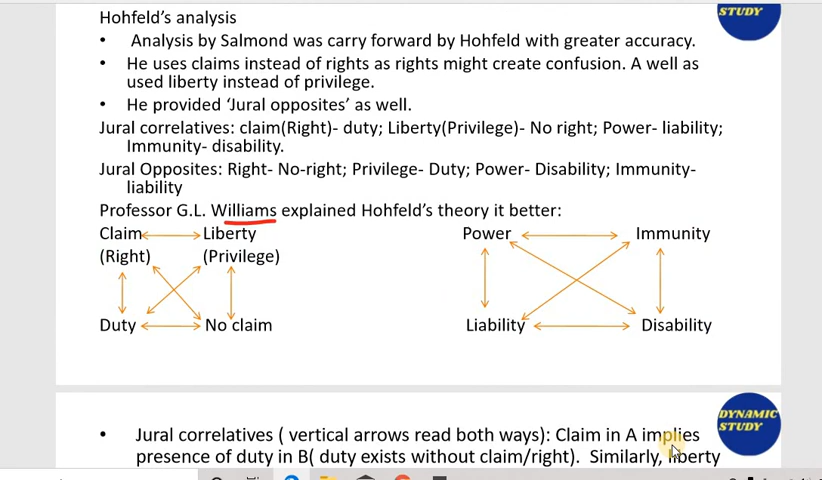 STUDY
Hohfeld's analysis
• Analysis by Salmond was carry forward by Hohfeld with greater accuracy.
• He uses claims instead of rights as rights might create confusion. A well as
used liberty instead of privilege.
• He provided 'Jural opposites' as well.
Jural correlatives: claim(Right)- duty; Liberty(Privilege)- No right; Power- liability;
Immunity- disability.
Jural Opposites: Right- No-right; Privilege- Duty; Power- Disability; Immunity-
liability
Professor G.L. Williams explained Hohfeld's theory it better:
Claim Liberty Power Immunity
(Right) (Privilege)
Duty No claim Liability Disability
DYNAMIC
STUDY
• Jural correlatives ( vertical arrows read both ways): Claim in A implies
presence of duty in B( duty exists without claim/right). Similarly, liberty